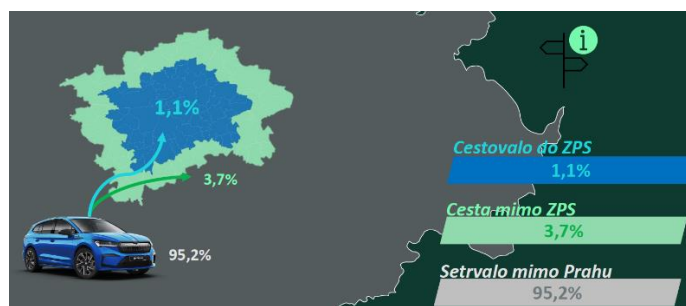 1,1%
3,7%
95,2%
i
Cestovalo do ZPS
1,1%
Cesta mimo ZPS
3,7%
Setrvalo mimo Prahu
95,2%